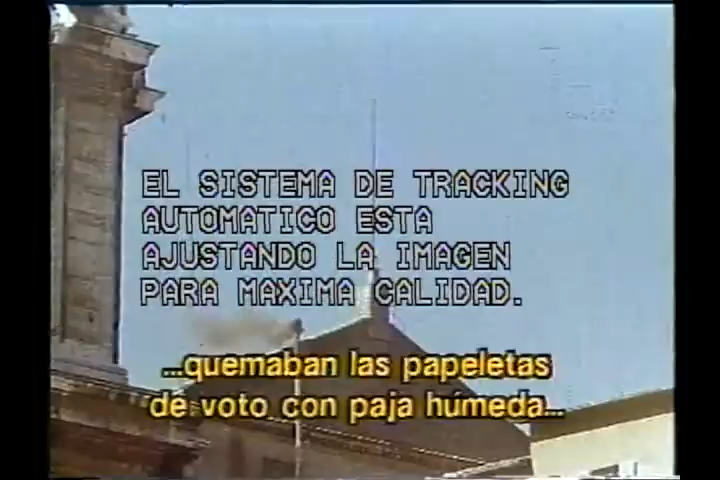 EL SISTEMA DE TRACKING
AUTOMATICO ESTA
AJUSTANDO LA IMAGEN
PARA MAXIMA CALIDAD.
...quemaban las papeletas
de voto con paja húmeda...